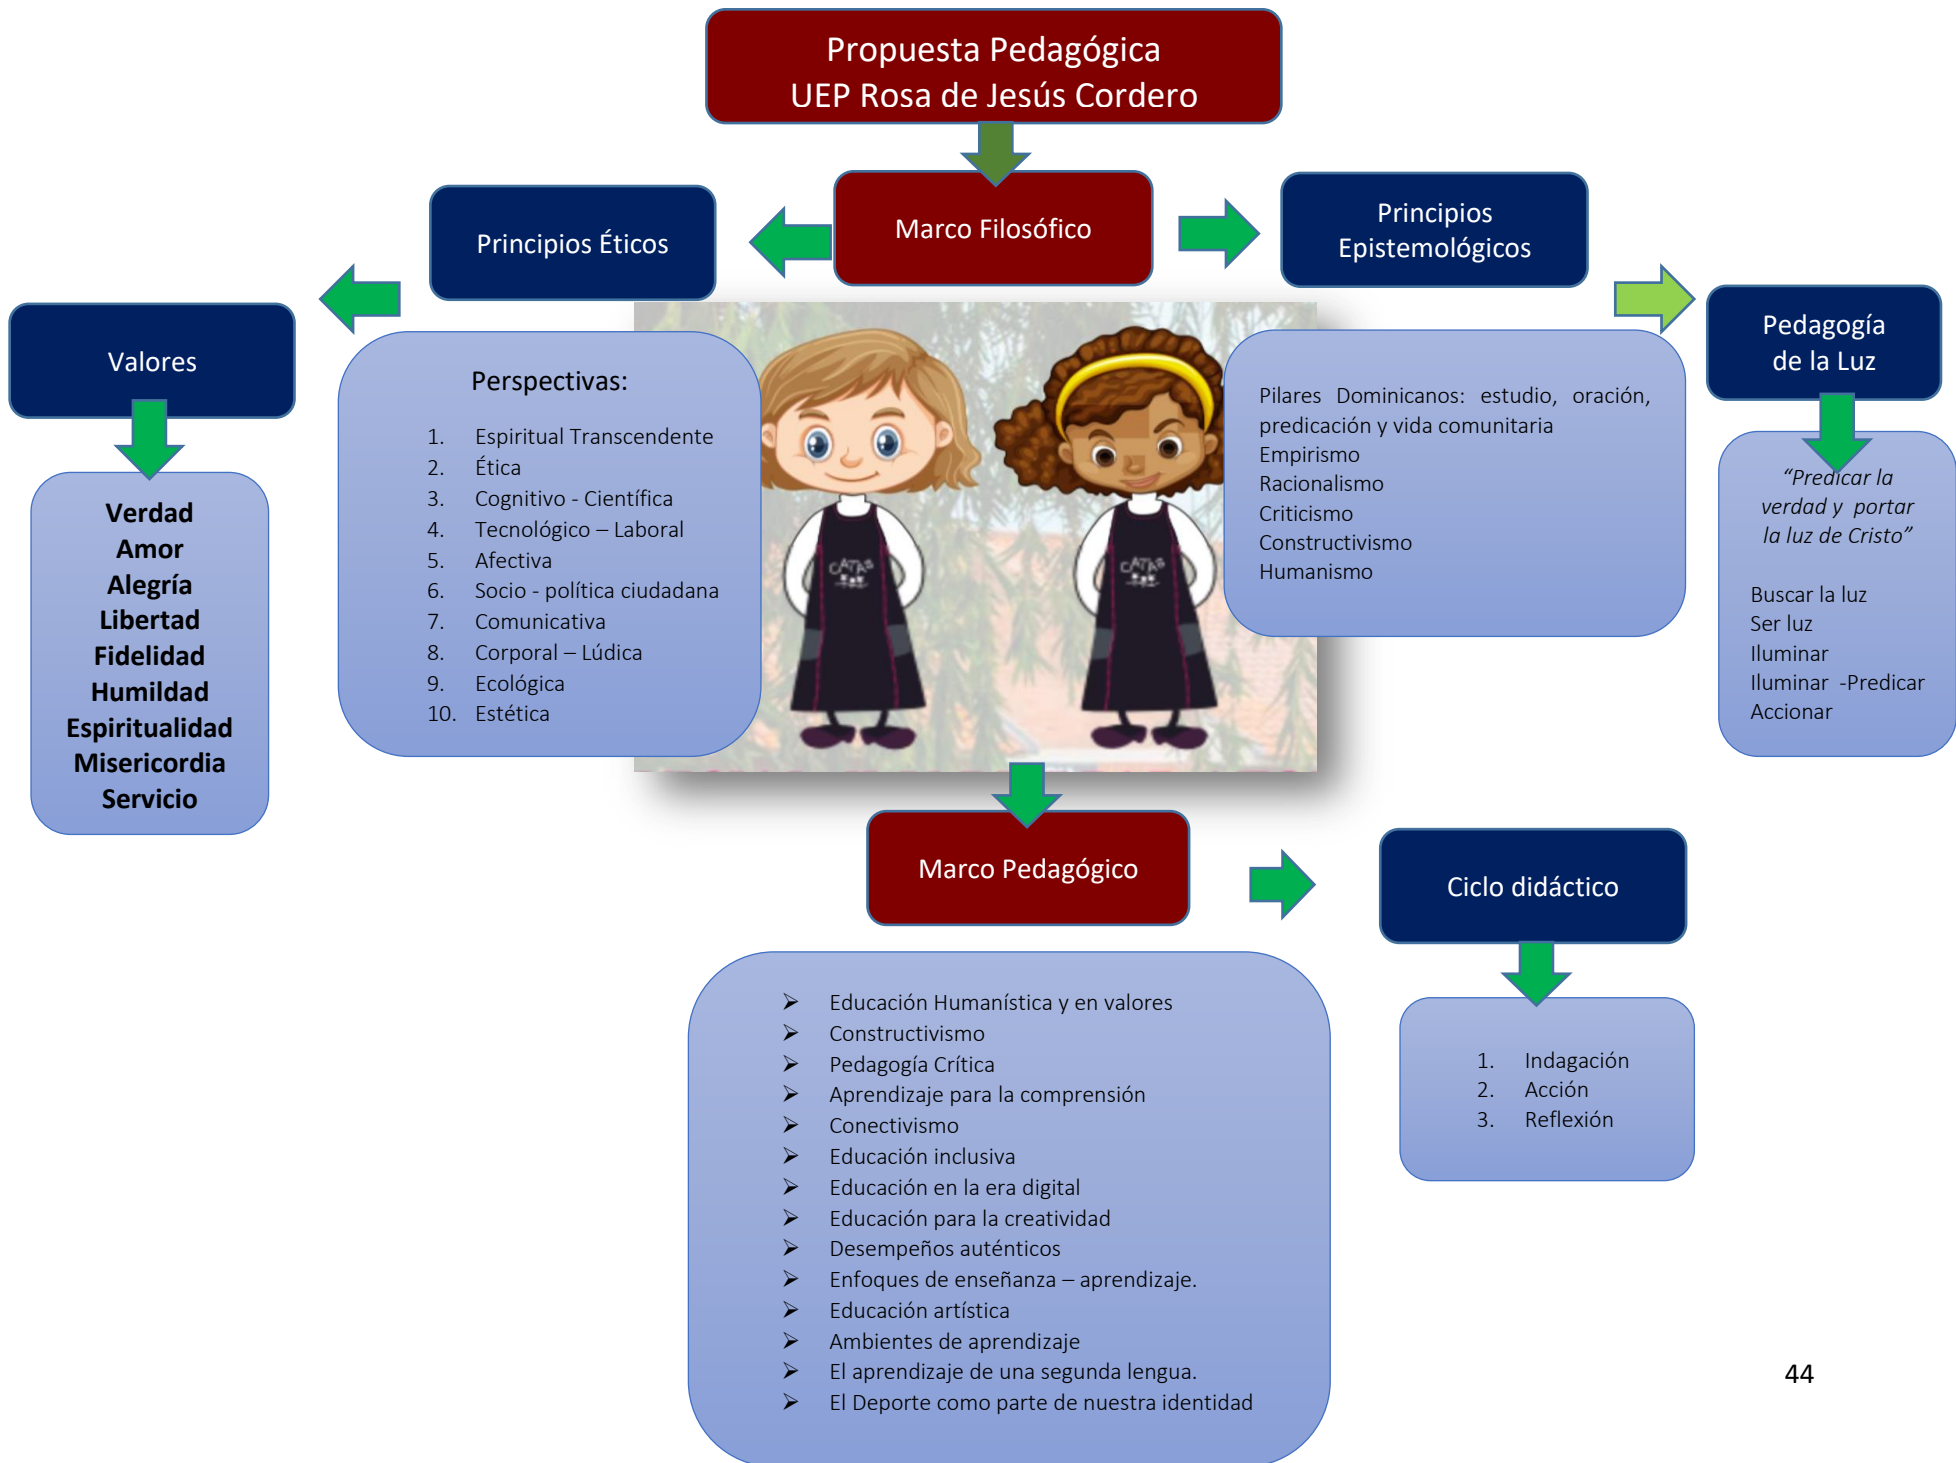 Propuesta Pedagógica
UEP Rosa de Jesús Cordero
Marco Filosófico
Principios Éticos
Principios
Epistemológicos
Valores
Pedagogía
de la Luz
Verdad
Amor
Alegría
Libertad
Fidelidad
Humildad
Espiritualidad
Misericordia
Servicio
Perspectivas:
1. Espiritual Transcendente
2. Ética
3. Cognitivo - Científica
4. Tecnológico – Laboral
5. Afectiva
6. Socio - política ciudadana
7. Comunicativa
8. Corporal – Lúdica
9. Ecológica
10. Estética
CATAS
CATAS
Pilares Dominicanos: estudio, oración,
predicación y vida comunitaria
Empirismo
Racionalismo
Criticismo
Constructivismo
Humanismo
“Predicar la
verdad y portar
la luz de Cristo”
Buscar la luz
Ser luz
Iluminar
Iluminar -Predicar
Accionar
Marco Pedagógico
Ciclo didáctico
➢ Educación Humanística y en valores
➢ Constructivismo
➢ Pedagogía Crítica
➢ Aprendizaje para la comprensión
➢ Conectivismo
➢ Educación inclusiva
➢ Educación en la era digital
➢ Educación para la creatividad
➢ Desempeños auténticos
➢ Enfoques de enseñanza – aprendizaje.
➢ Educación artística
➢ Ambientes de aprendizaje
➢ El aprendizaje de una segunda lengua.
➢ El Deporte como parte de nuestra identidad
1. Indagación
2. Acción
3. Reflexión
44